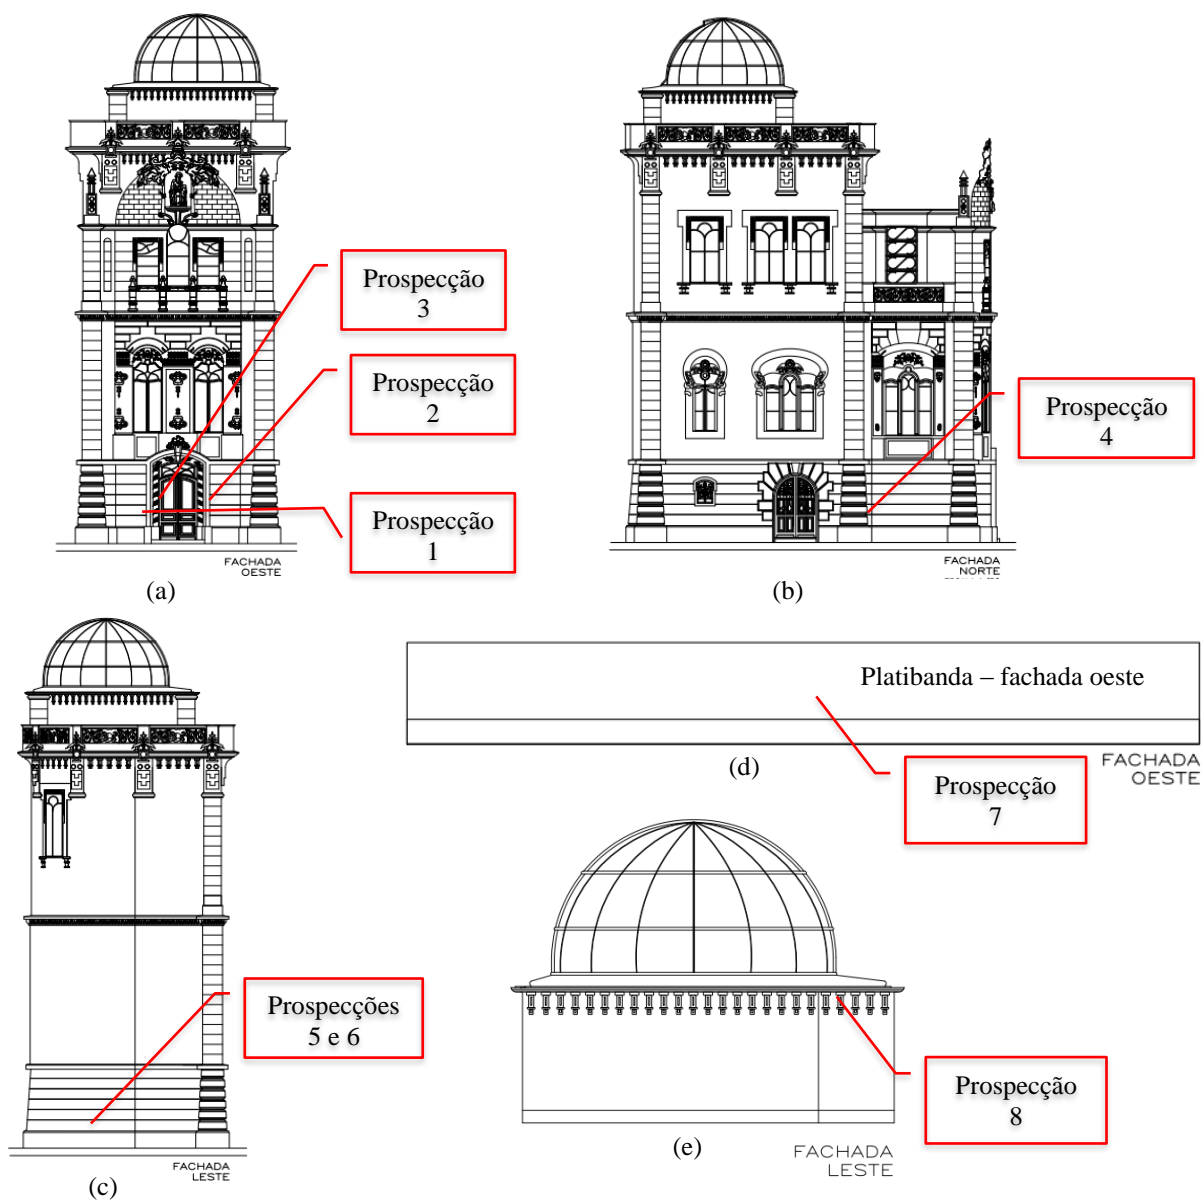 Prospecção
3
Prospecção
2
Prospecção
1
FACHADA
OESTE
(a)
Prospecção
4
FACHADA
NORTE
(b)
Prospecções
5 e 6
FACHADA
LESTE
(c)
Platibanda – fachada oeste
FACHADA
OESTE
(d)
Prospecção
7
Prospecção
8
FACHADA
LESTE
(e)